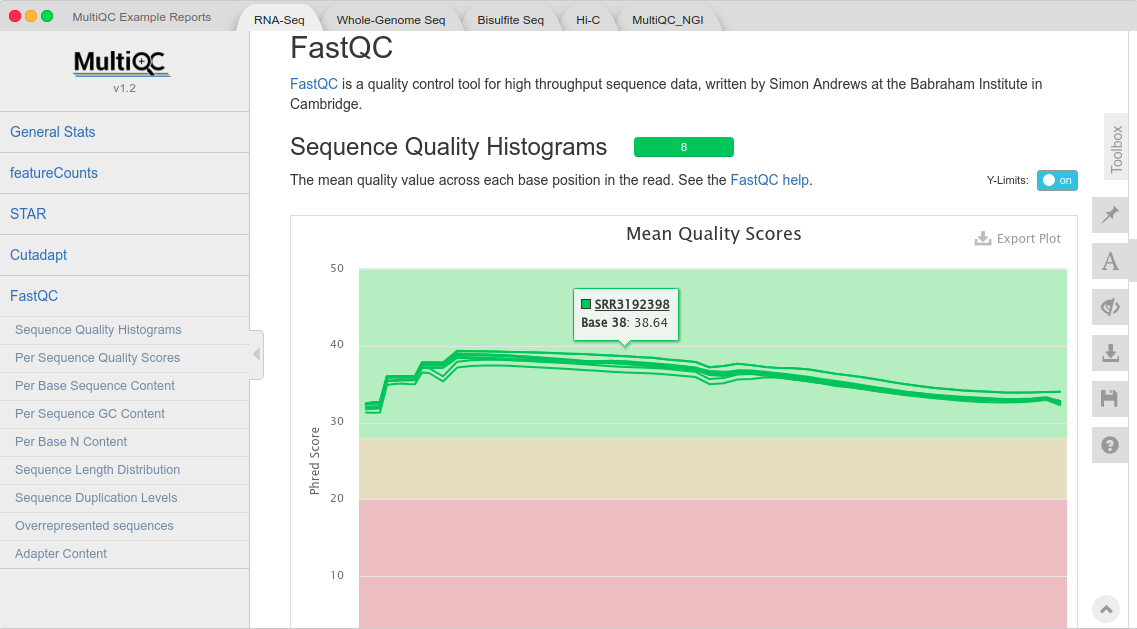 MultiQC Example Reports
RNA-Seq
Whole-Genome Seq
Bisulfite Seq
Hi-C
MultiQC_NGI
MultiQC
v1.2
General Stats
featureCounts
STAR
Cutadapt
FastQC
Sequence Quality Histograms
Per Sequence Quality Scores
Per Base Sequence Content
Per Sequence GC Content
Per Base N Content
Sequence Length Distribution
Sequence Duplication Levels
Overrepresented sequences
Adapter Content
FastQC
FastQC is a quality control tool for high throughput sequence data, written by Simon Andrews at the Babraham Institute in
Cambridge.
Sequence Quality Histograms 8
The mean quality value across each base position in the read. See the FastQC help.
Y-Limits: on
Mean Quality Scores
Export Plot
50
40
30
20
10
Phred Score
SRR3192398
Base 38: 38.64
Toolbox
A
?